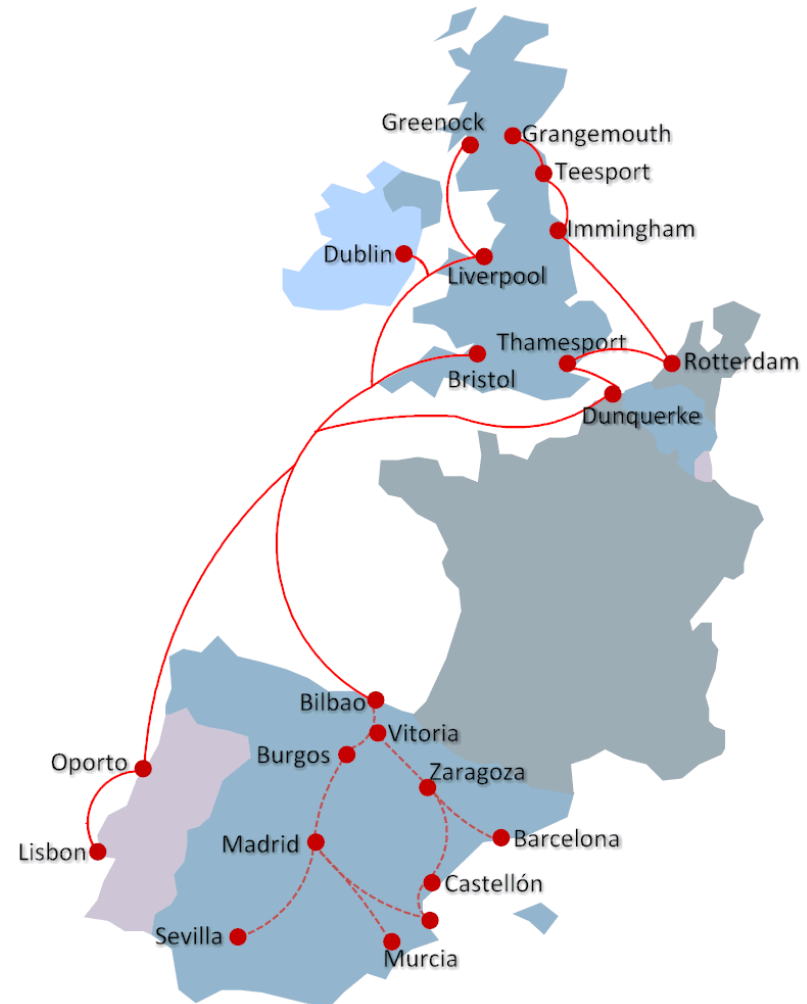 Greenock
Grangemouth
Teesport
Immingham
Dublin
Liverpool
Thamesport
Rotterdam
Bristol
Dunquerke
Bilbao
Vitoria
Burgos
Oporto
Zaragoza
Madrid
Barcelona
Lisbon
Castellón
Sevilla
Murcia